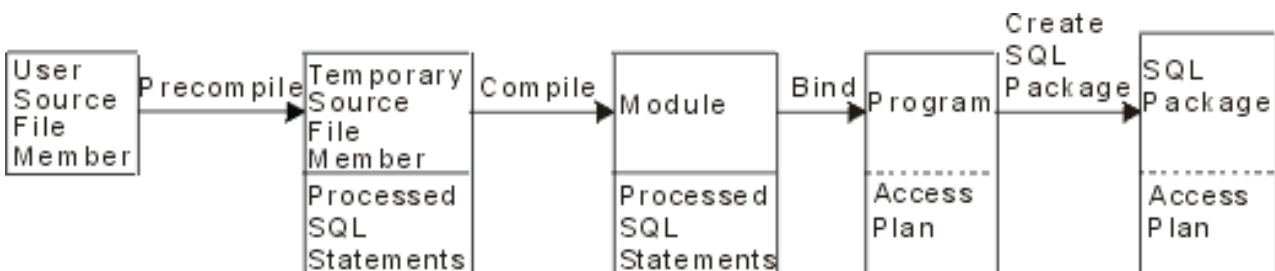 User
Source
File
Member
Precompile
Temporary
Source
File
Member
Processed
SQL
Statements
Compile
Module
Processed
SQL
Statements
Bind
Program
Access
Plan
Create
SQL
Package
SQL
Package
Access
Plan